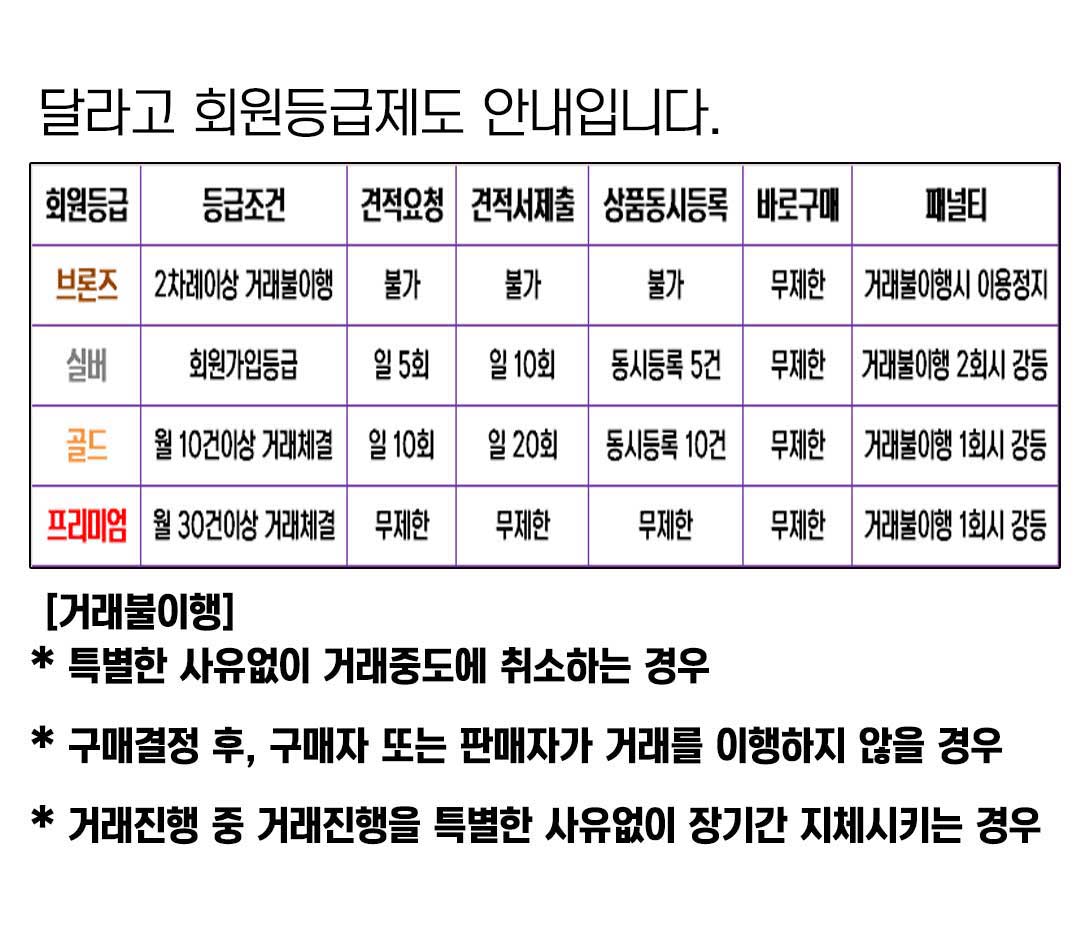 달라고 회원등급제도 안내입니다.
회원등급 등급조건 견적요청 견적서제출 상품동시등록 바로구매 패널티
브론즈 2차례이상 거래불이행 불가 불가 불가 무제한 거래불이행시 이용정지
실버 회원가입등급 일 5회 일 10회 동시등록 5건 무제한 거래불이행 2회시 강등
골드 월 10건이상 거래체결 일 10회 일 20회 동시등록 10건 무제한 거래불이행 1회시 강등
프리미엄 월 30건이상 거래체결 무제한 무제한 무제한 무제한 거래불이행 1회시 강등
[거래불이행]
* 특별한 사유없이 거래중도에 취소하는 경우
* 구매결정 후, 구매자 또는 판매자가 거래를 이행하지 않을 경우
* 거래진행 중 거래진행을 특별한 사유없이 장기간 지체시키는 경우